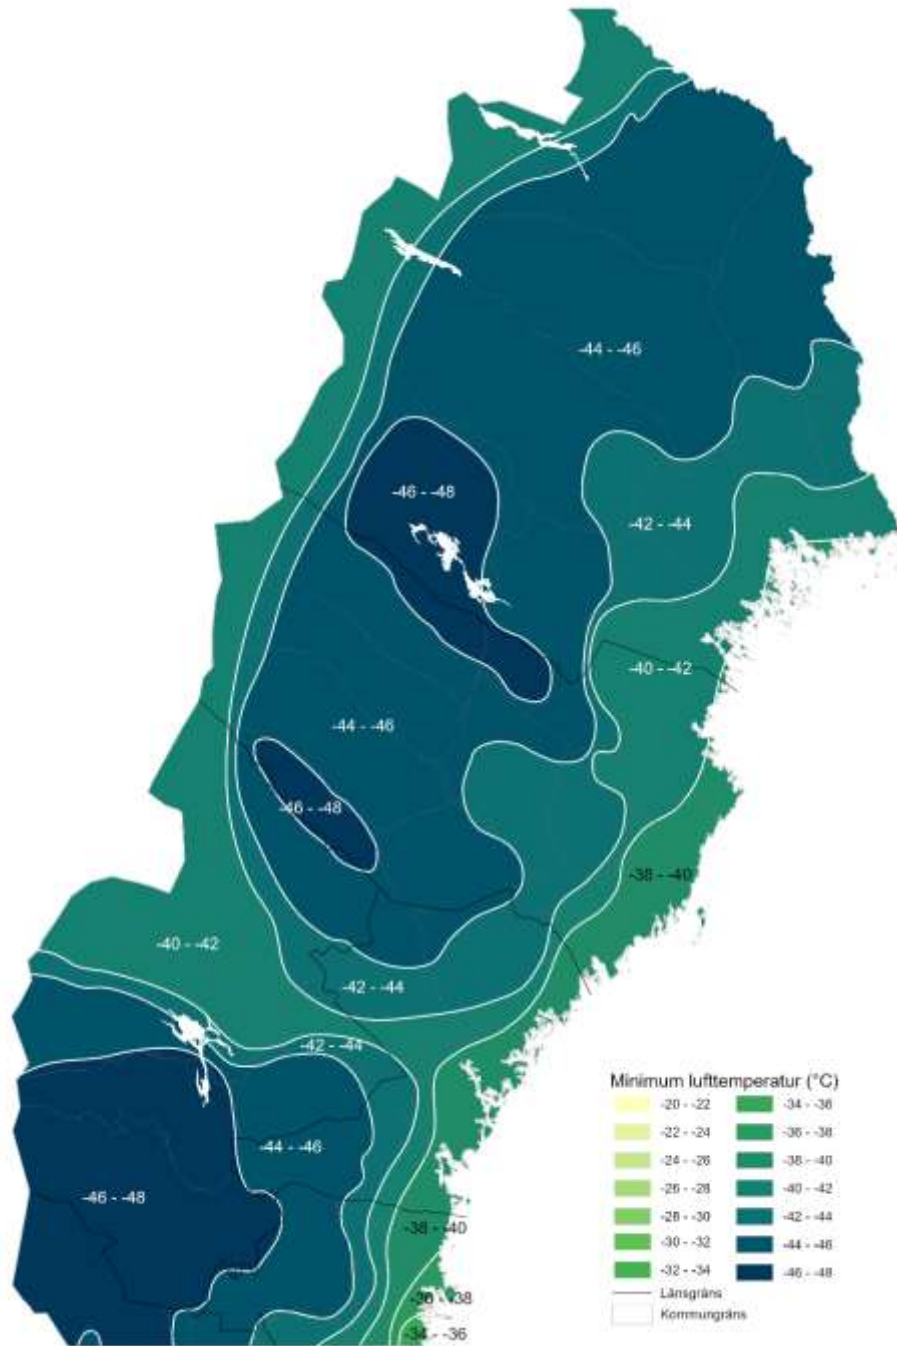 -44 - -46
-46 - -48
-42 - -44
-40 - -42
-44 - -46
-46 - -48
-38 - -40
-40 - -42
-42 - -44
-42 - -44
-44 - -46
-46 - -48
-38 - -40
-36 - -38
-34 - -36
Minimum lufttemperatur (°C)
-20 - -22 -34 - -36
-22 - -24 -36 - -38
-24 - -26 -38 - -40
-26 - -28 -40 - -42
-28 - -30 -42 - -44
-30 - -32 -44 - -46
-32 - -34 -46 - -48
Länsgräns
Kommungräns